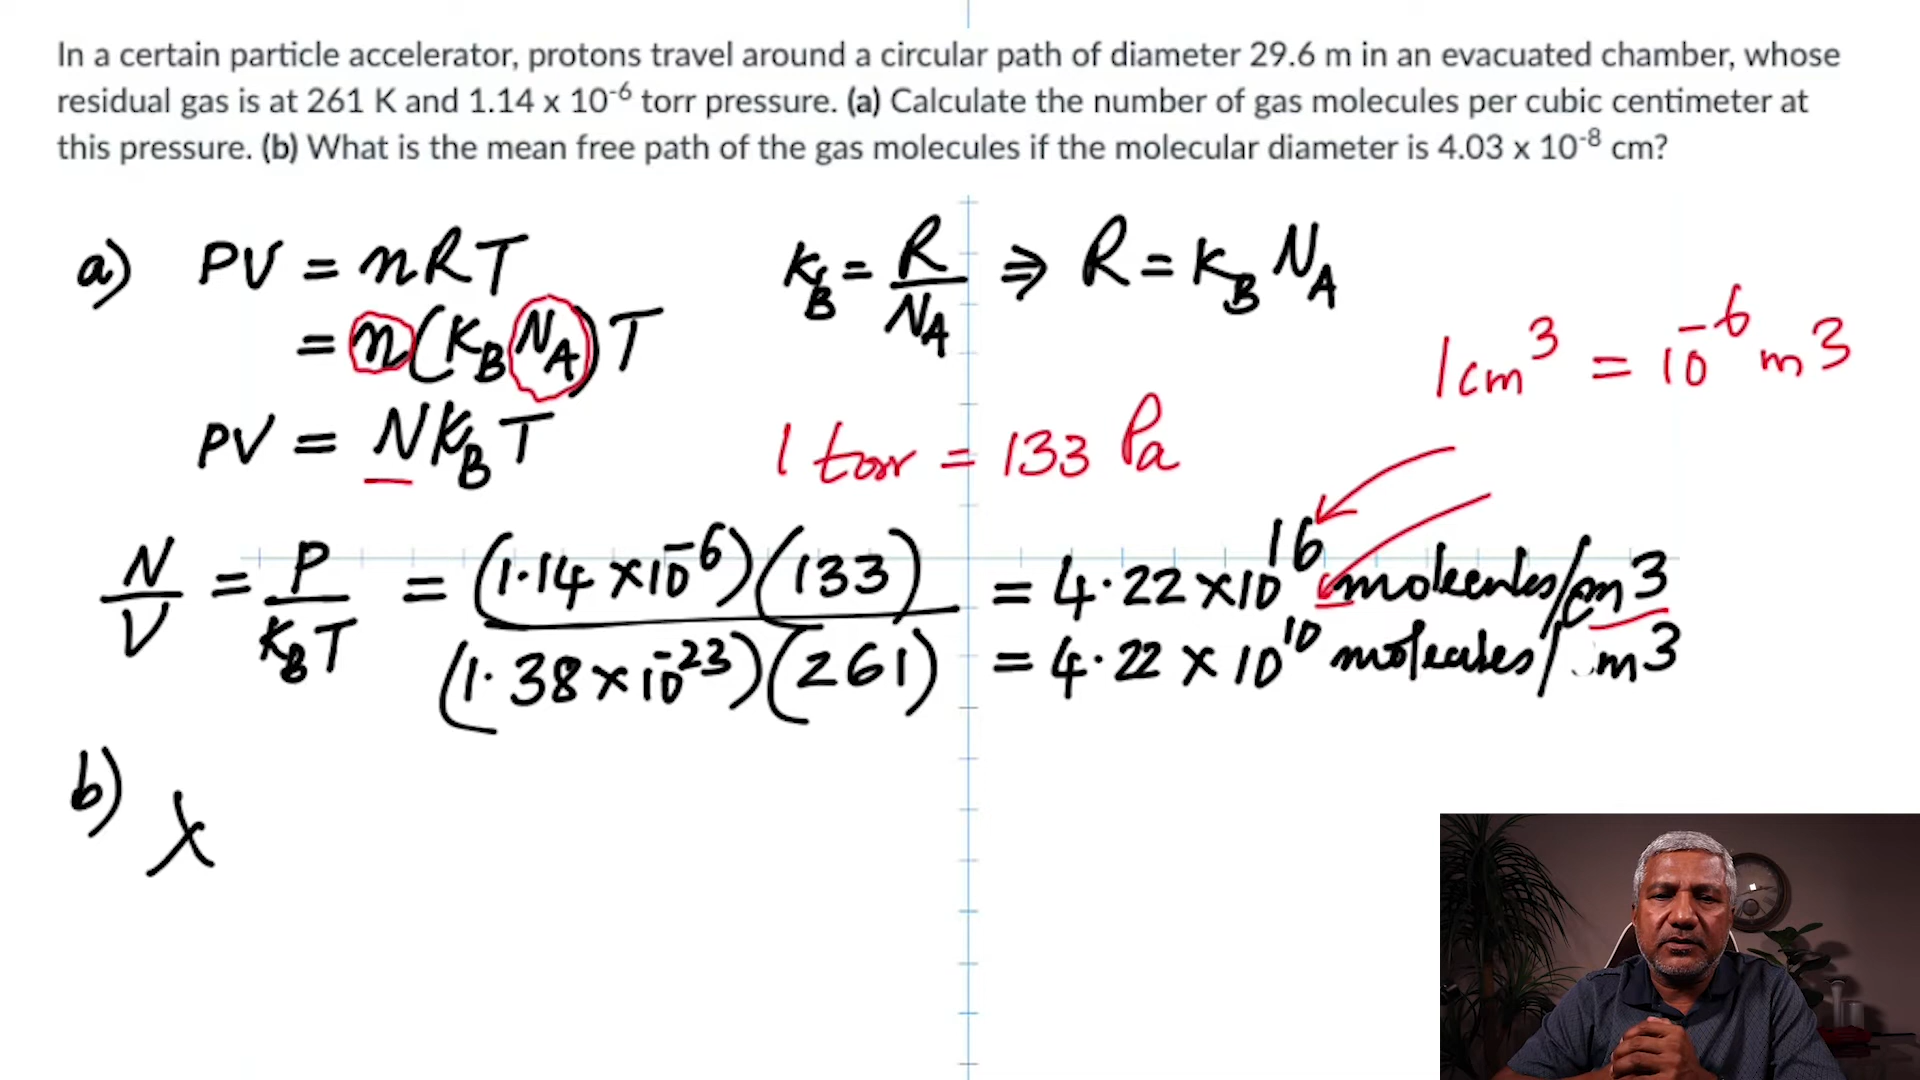 In a certain particle accelerator, protons travel around a circular path of diameter 29.6 m in an evacuated chamber, whose
residual gas is at 261 K and 1.14 x 10⁻⁶ torr pressure. (a) Calculate the number of gas molecules per cubic centimeter at
this pressure. (b) What is the mean free path of the gas molecules if the molecular diameter is 4.03 x 10⁻⁸ cm?
a) PV = nRT
k_B = R/N_A ⇒ R = k_B N_A
= n(k_B N_A)T
1 cm³ = 10⁻⁶ m3
PV = N k_B T
1 torr = 133 Pa
N/V = P/(k_B T) = (1.14 × 10⁻⁶)(133) / (1.38 × 10⁻²³)(261) = 4.22 × 10¹⁶ molecules/m3
= 4.22 × 10¹⁰ molecules/ m3
b) λ